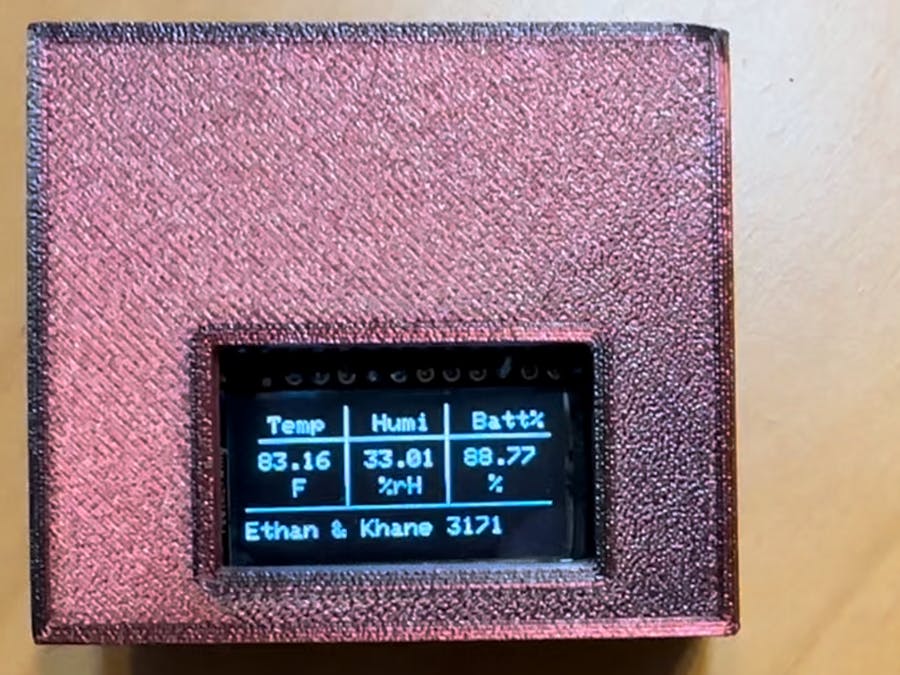 Temp Humi Batt%
83.16 33.01 88.77
F %rH %
Ethan & Khane 3171